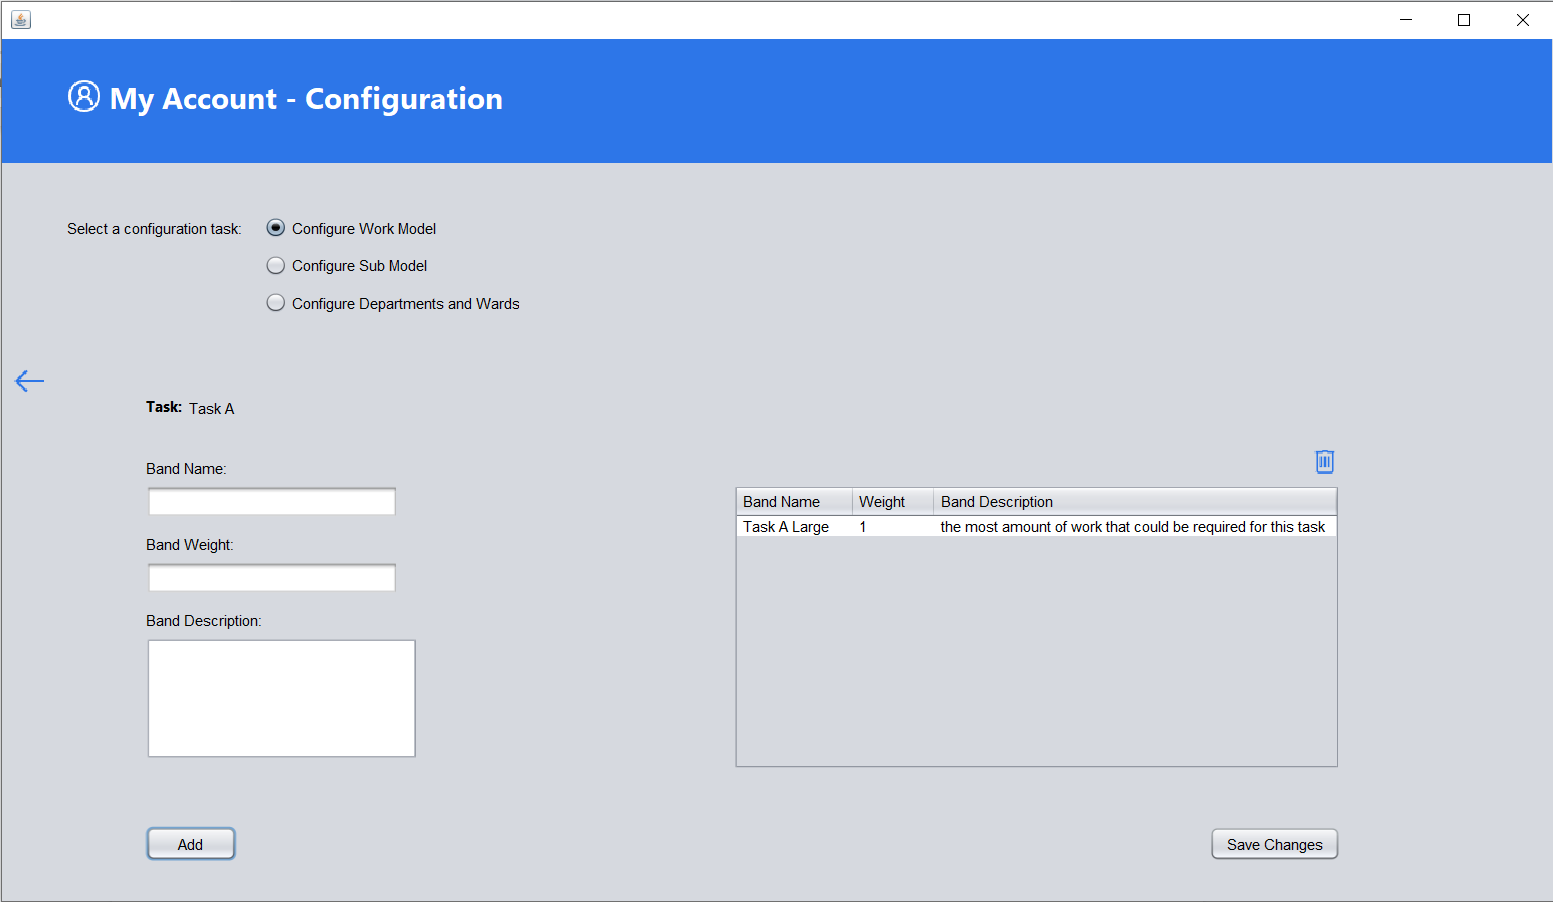 My Account - Configuration
Select a configuration task:
Configure Work Model
Configure Sub Model
Configure Departments and Wards
Task: Task A
Band Name:
Band Weight:
Band Description:
Add
Band Name Weight Band Description
Task A Large 1 the most amount of work that could be required for this task
Save Changes